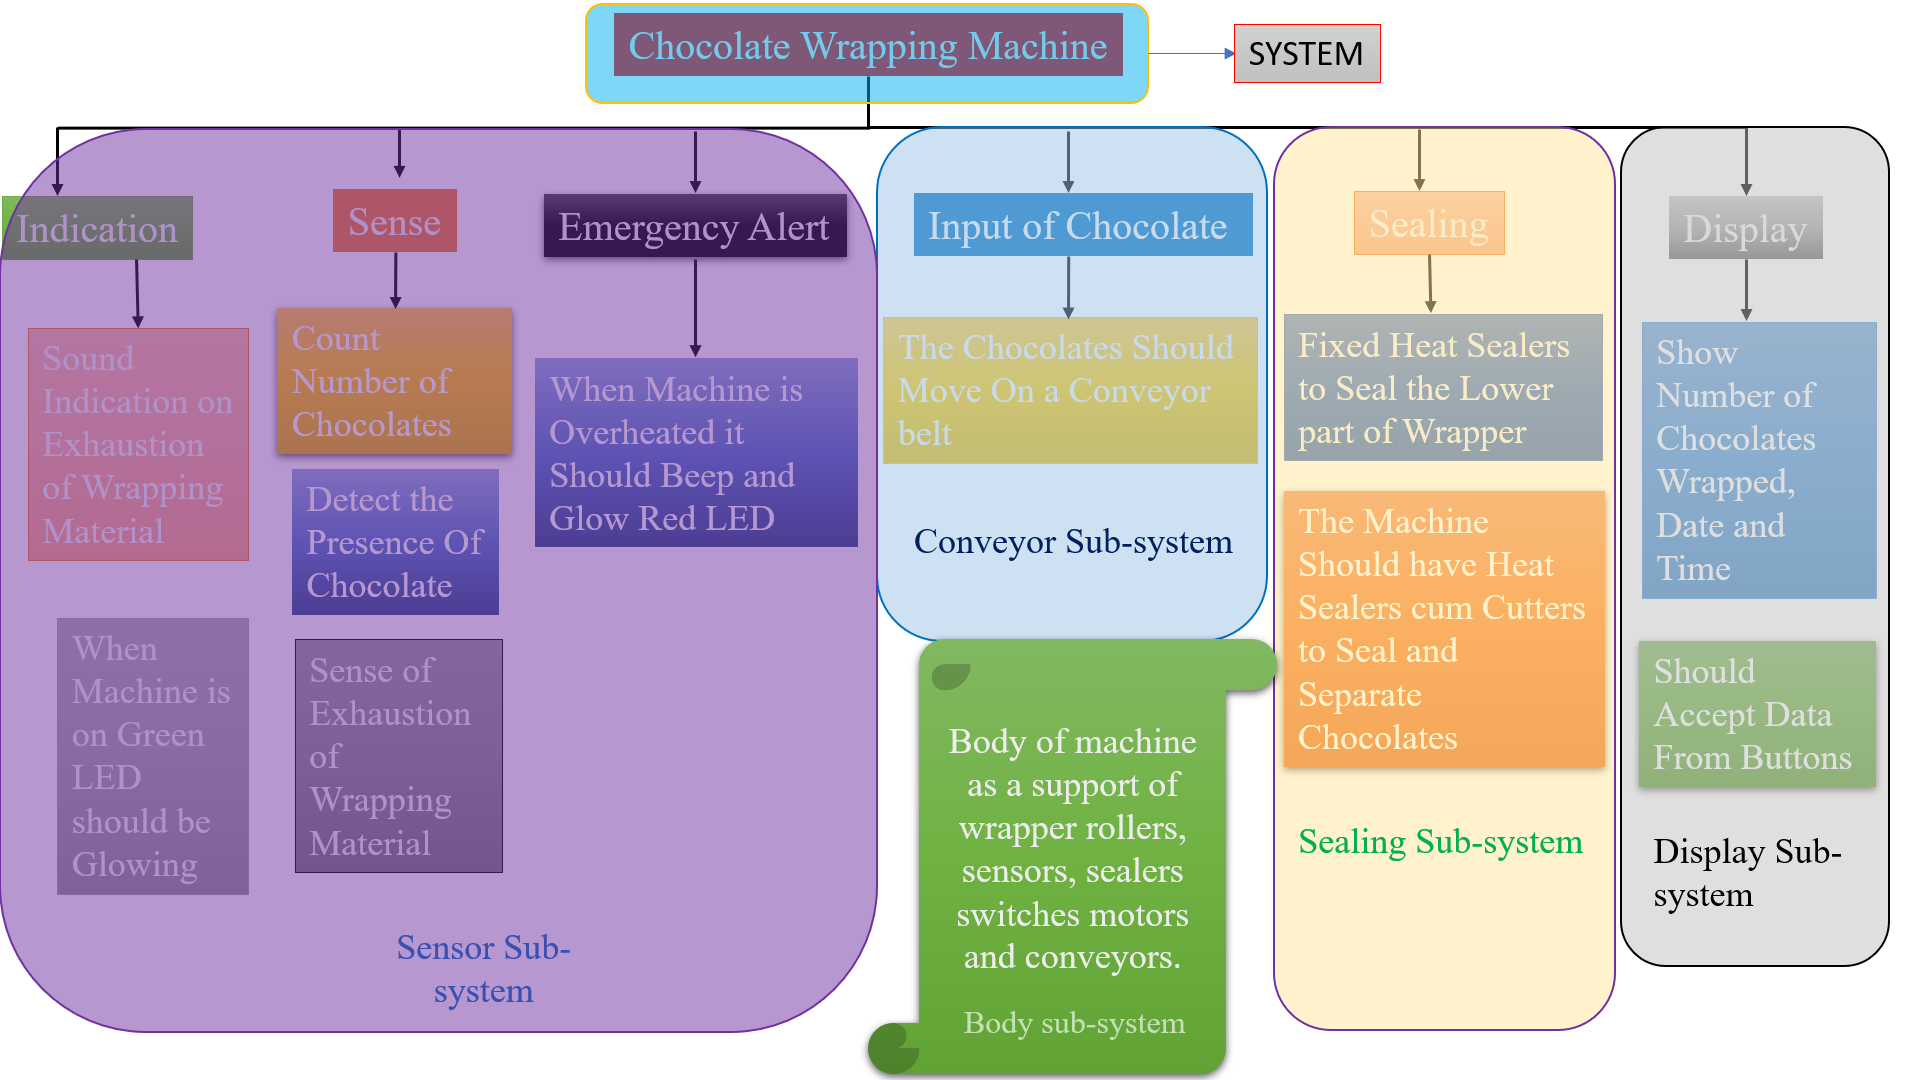 Chocolate Wrapping Machine
SYSTEM
Indication
Sound
Indication on
Exhaustion
of Wrapping
Material
When
Machine is
on Green
LED
should be
Glowing
Sense
Count
Number of
Chocolates
Detect the
Presence Of
Chocolate
Sense of
Exhaustion
of
Wrapping
Material
Emergency Alert
When Machine is
Overheated it
Should Beep and
Glow Red LED
Sensor Sub-
system
Input of Chocolate
The Chocolates Should
Move On a Conveyor
belt
Conveyor Sub-system
Body of machine
as a support of
wrapper rollers,
sensors, sealers
switches motors
and conveyors.
Body sub-system
Sealing
Fixed Heat Sealers
to Seal the Lower
part of Wrapper
The Machine
Should have Heat
Sealers cum Cutters
to Seal and
Separate
Chocolates
Sealing Sub-system
Display
Show
Number of
Chocolates
Wrapped,
Date and
Time
Should
Accept Data
From Buttons
Display Sub-
system